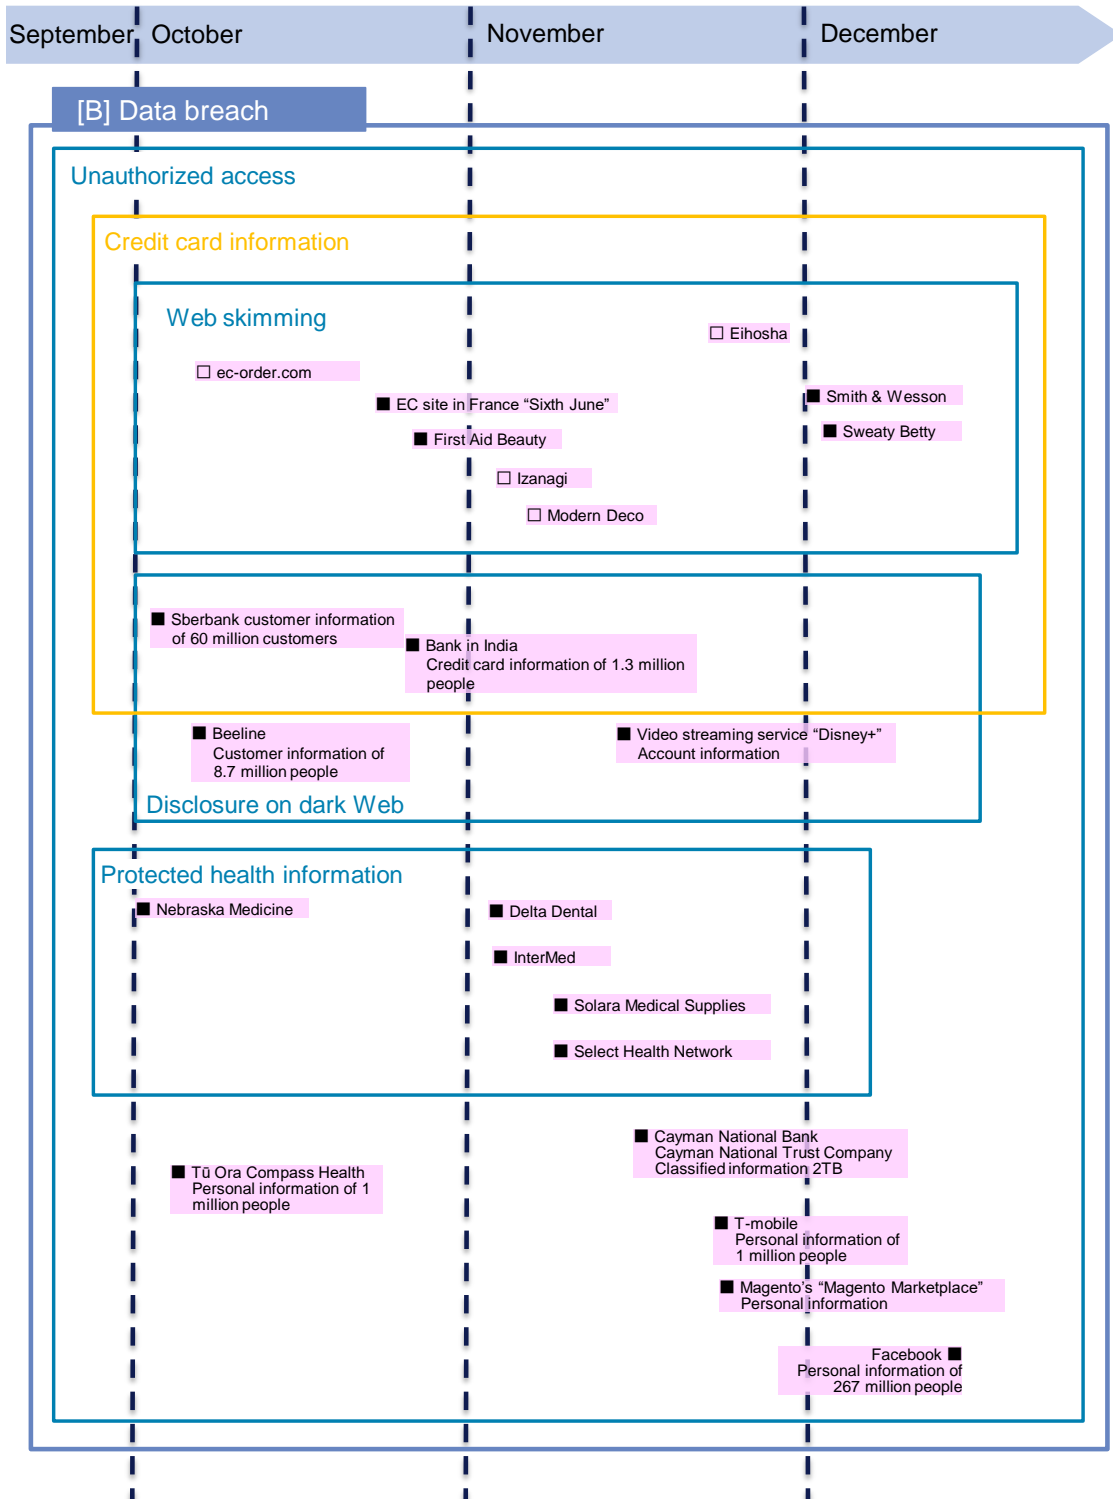 September
October
November
December
[B] Data breach
Unauthorized access
Credit card information
Web skimming
□ Eihosha
□ ec-order.com
■ EC site in France “Sixth June”
■ Smith & Wesson
■ First Aid Beauty
■ Sweaty Betty
□ Izanagi
□ Modern Deco
■ Sberbank customer information
of 60 million customers
■ Bank in India
Credit card information of 1.3 million
people
■ Beeline
Customer information of
8.7 million people
■ Video streaming service “Disney+”
Account information
Disclosure on dark Web
Protected health information
■ Nebraska Medicine
■ Delta Dental
■ InterMed
■ Solara Medical Supplies
■ Select Health Network
■ Cayman National Bank
Cayman National Trust Company
Classified information 2TB
■ Tū Ora Compass Health
Personal information of 1
million people
■ T-mobile
Personal information of
1 million people
■ Magento’s “Magento Marketplace”
Personal information
Facebook ■
Personal information of
267 million people